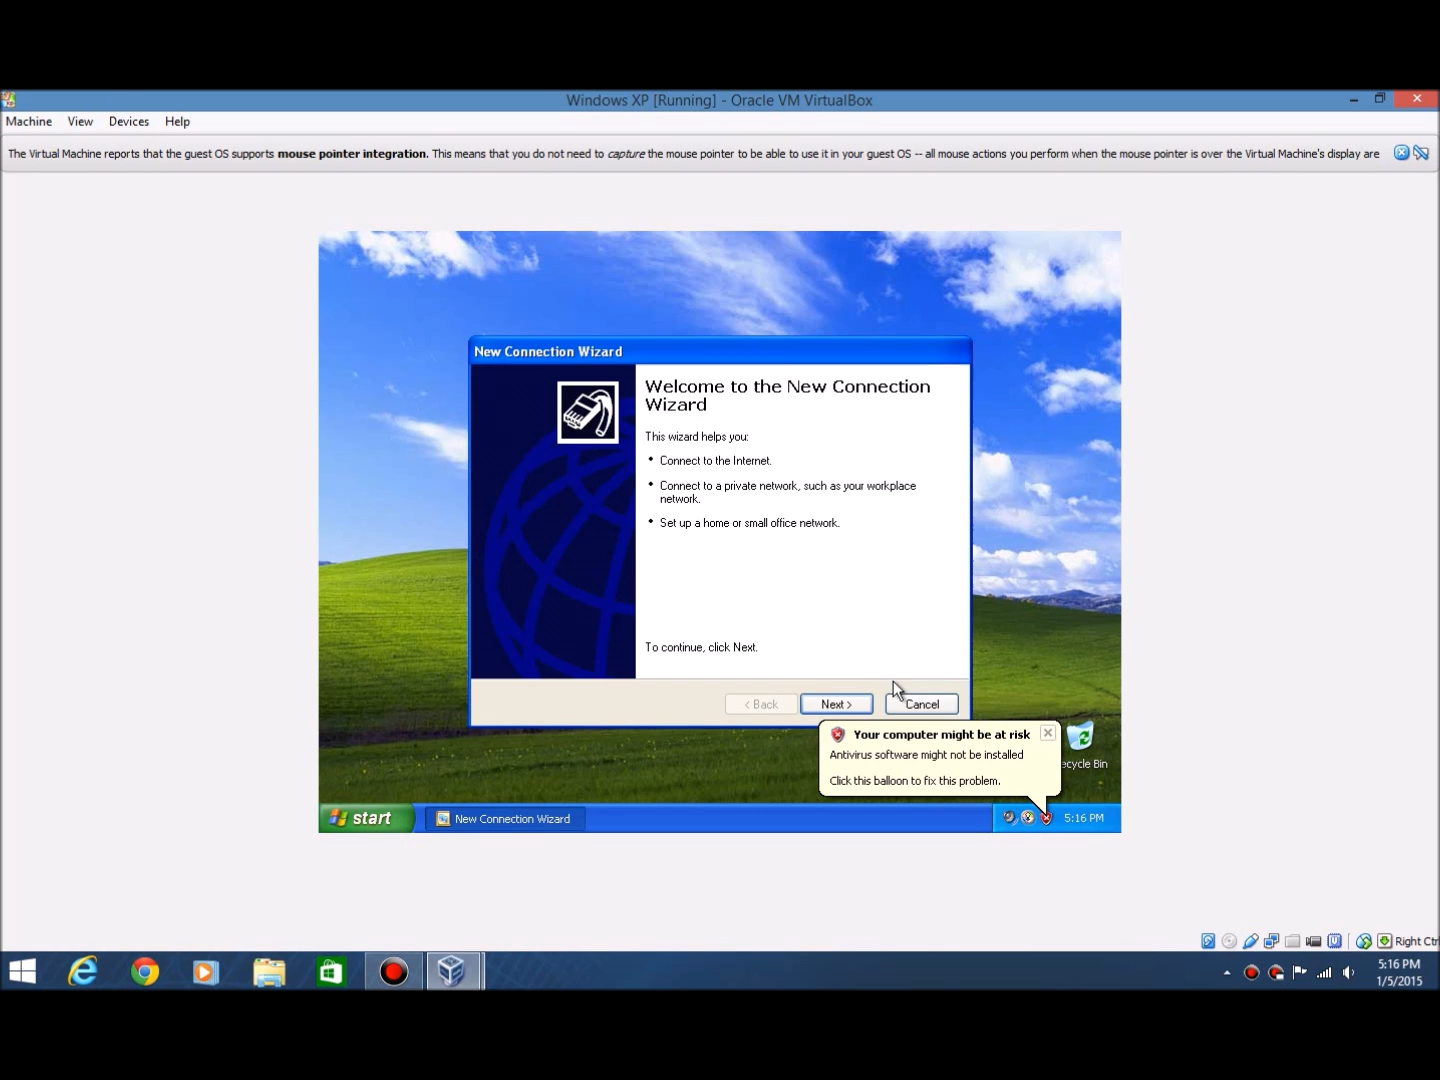 Windows XP [Running] - Oracle VM VirtualBox
Machine View Devices Help
The Virtual Machine reports that the guest OS supports mouse pointer integration. This means that you do not need to capture the mouse pointer to be able to use it in your guest OS -- all mouse actions you perform when the mouse pointer is over the Virtual Machine's display are
New Connection Wizard
Welcome to the New Connection
Wizard
This wizard helps you:
• Connect to the Internet.
• Connect to a private network, such as your workplace
network.
• Set up a home or small office network.
To continue, click Next.
< Back Next > Cancel
Your computer might be at risk
Antivirus software might not be installed
Click this balloon to fix this problem.
ecycle Bin
start New Connection Wizard 5:16 PM
Right Ctr
5:16 PM
1/5/2015